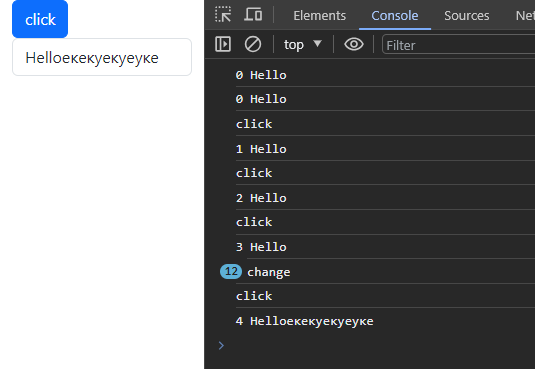 click
Helloекекуекуеуке
Elements Console Sources Net
top Filter
0 Hello
0 Hello
click
1 Hello
click
2 Hello
click
3 Hello
12 change
click
4 Helloекекуекуеуке